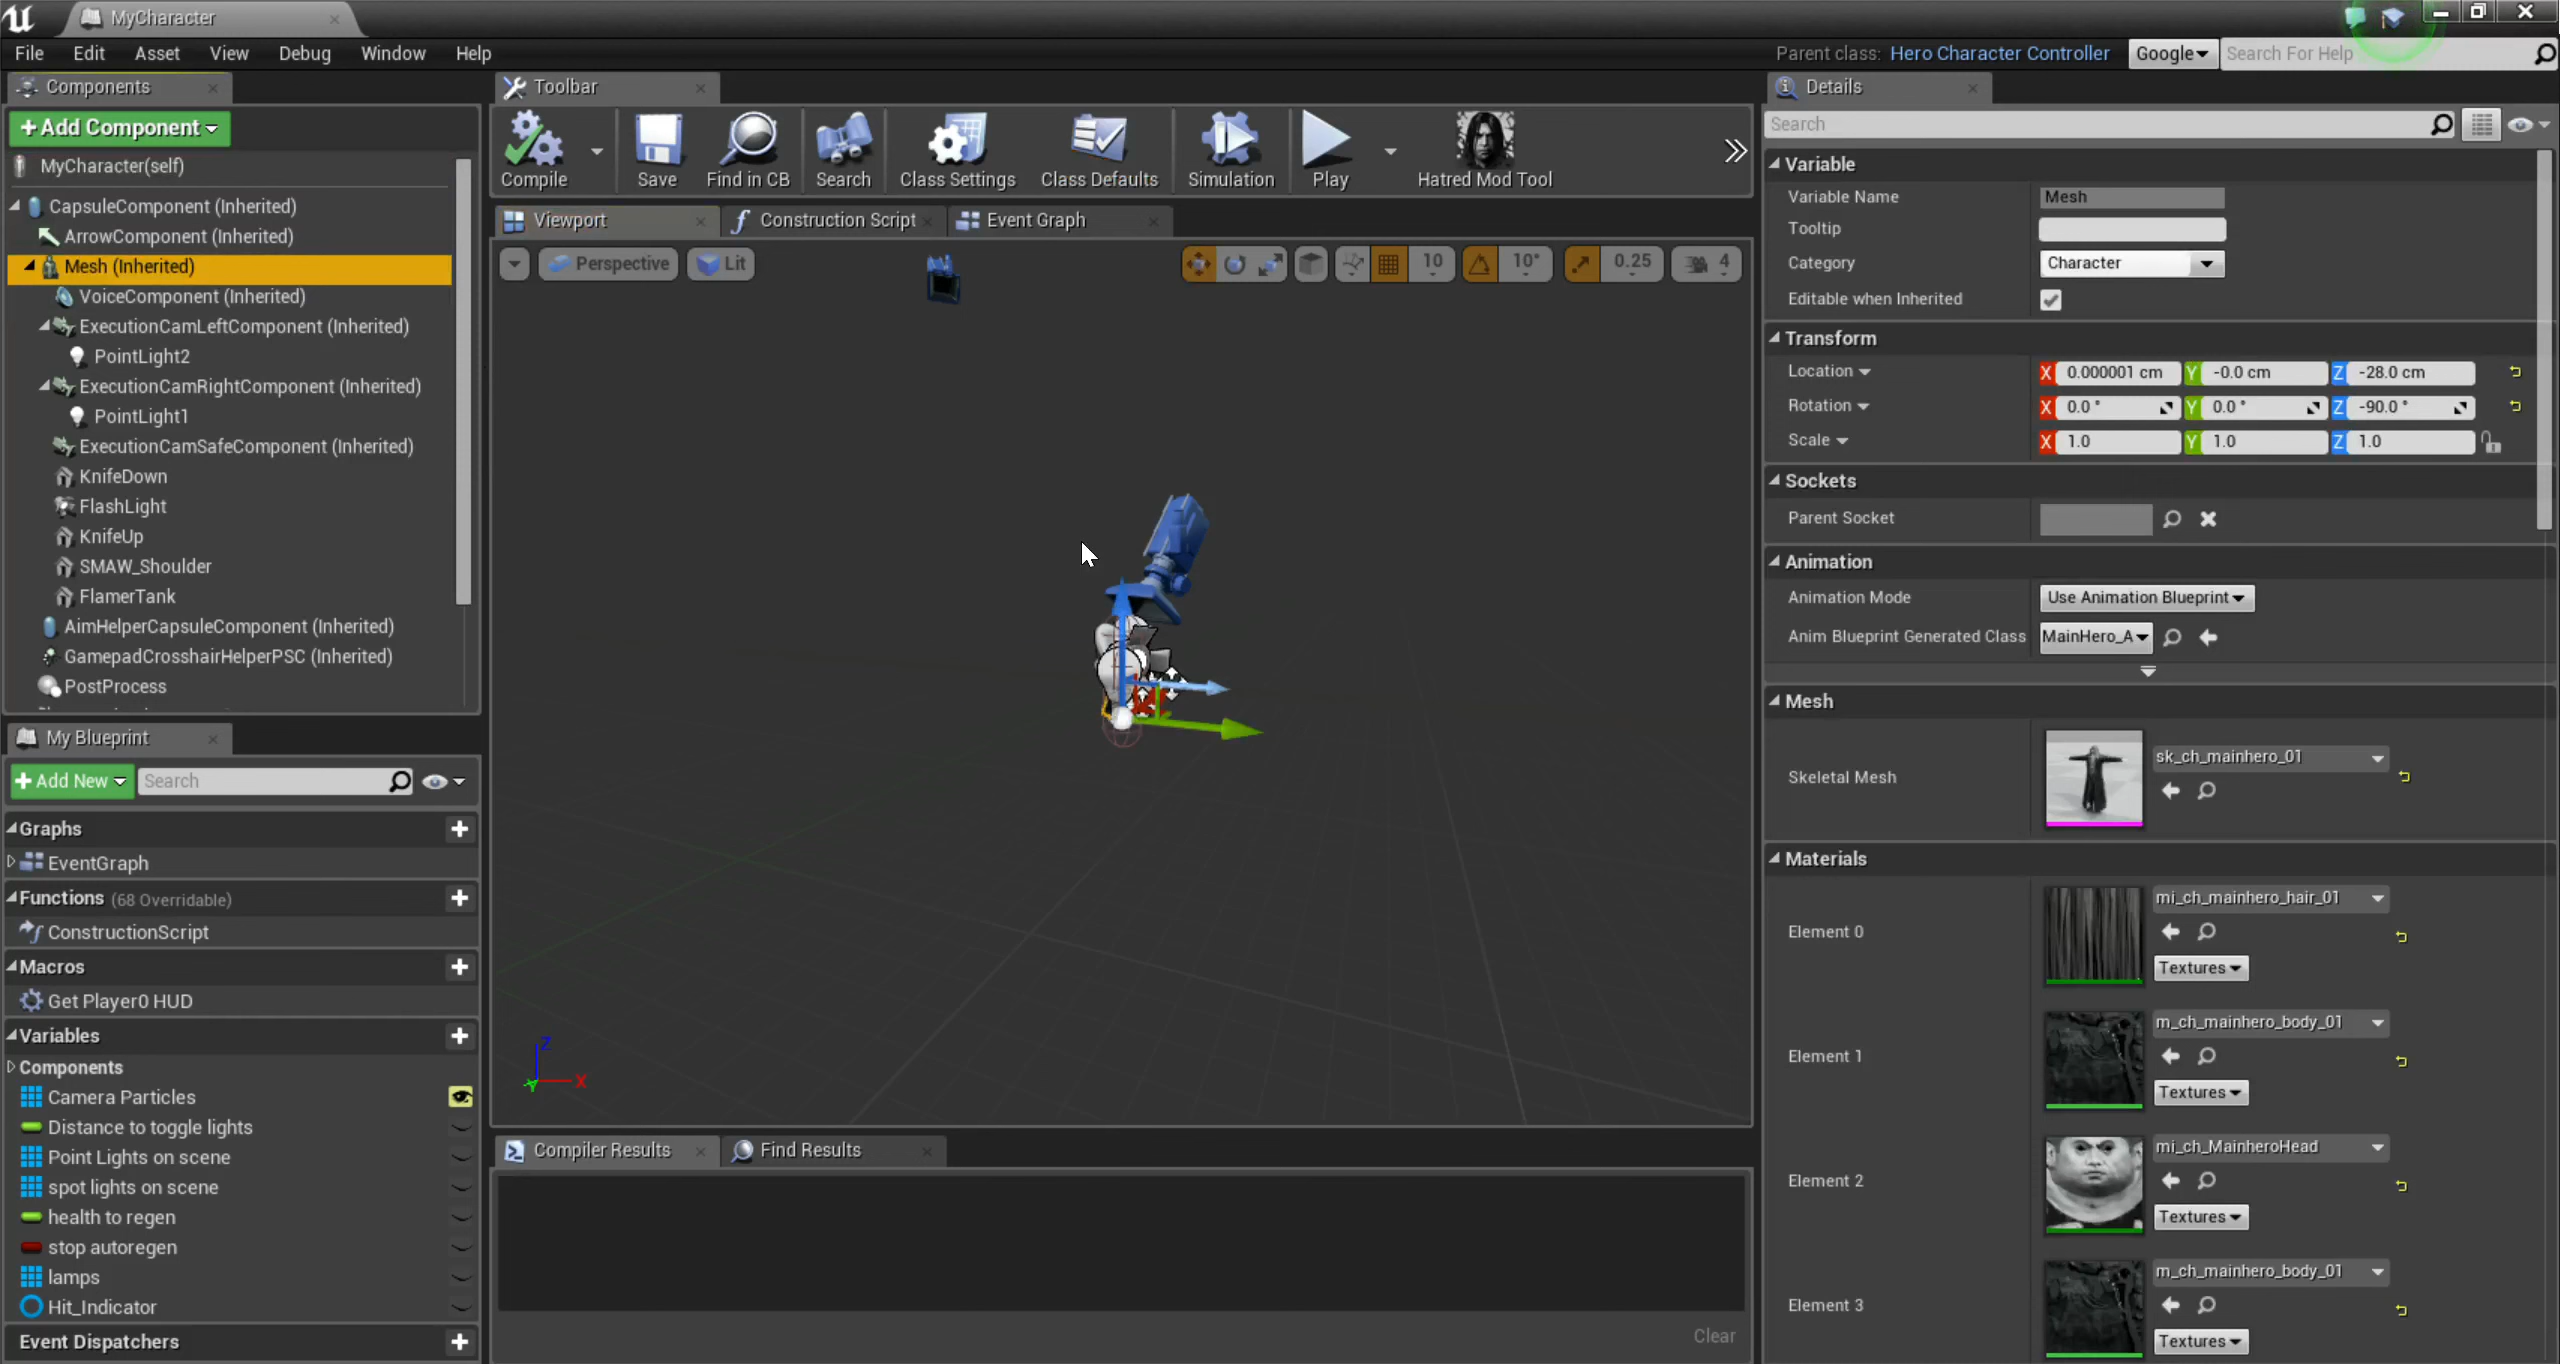 MyCharacter
File Edit Asset View Debug Window Help
Parent class: Hero Character Controller
Google
Search For Help
Components
Add Component
MyCharacter(self)
CapsuleComponent (Inherited)
ArrowComponent (Inherited)
Mesh (Inherited)
VoiceComponent (Inherited)
ExecutionCamLeftComponent (Inherited)
PointLight2
ExecutionCamRightComponent (Inherited)
PointLight1
ExecutionCamSafeComponent (Inherited)
KnifeDown
FlashLight
KnifeUp
SMAW_Shoulder
FlamerTank
AimHelperCapsuleComponent (Inherited)
GamepadCrosshairHelperPSC (Inherited)
PostProcess
My Blueprint
Add New
Search
Graphs
EventGraph
Functions (68 Overridable)
ConstructionScript
Macros
Get Player0 HUD
Variables
Components
Camera Particles
Distance to toggle lights
Point Lights on scene
spot lights on scene
health to regen
stop autoregen
lamps
Hit_Indicator
Event Dispatchers
Toolbar
Compile
Save
Find in CB
Search
Class Settings
Class Defaults
Simulation
Play
Hatred Mod Tool
Viewport
Construction Script
Event Graph
Perspective
Lit
10
10°
0.25
4
Z
X
Y
Compiler Results
Find Results
Clear
Details
Search
Variable
Variable Name Mesh
Tooltip
Category Character
Editable when Inherited
Transform
Location X 0.000001 cm Y -0.0 cm Z -28.0 cm
Rotation X 0.0 ° Y 0.0 ° Z -90.0 °
Scale X 1.0 Y 1.0 Z 1.0
Sockets
Parent Socket
Animation
Animation Mode Use Animation Blueprint
Anim Blueprint Generated Class MainHero_A
Mesh
Skeletal Mesh sk_ch_mainhero_01
Materials
Element 0 mi_ch_mainhero_hair_01
Textures
Element 1 m_ch_mainhero_body_01
Textures
Element 2 mi_ch_MainheroHead
Textures
Element 3 m_ch_mainhero_body_01
Textures